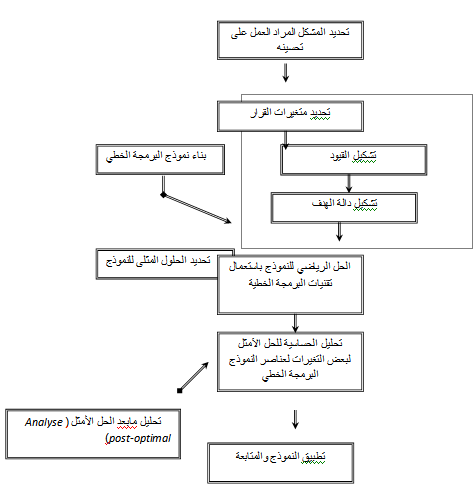 تحديد المشكل المراد العمل على
تحسينه
تحديد متغيرات القرار
تشكيل القيود
بناء نموذج البرمجة الخطي
تشكيل دالة الهدف
تحديد الحلول المثلى للنموذج
الحل الرياضي للنموذج باستعمال
تقنيات البرمجة الخطية
تحليل الحساسية للحل الأمثل
لبعض التغيرات لعناصر النموذج
البرمجة الخطي
تحليل مابعد الحل الأمثل ( Analyse
post-optimal)
تطبيق النموذج والمتابعة